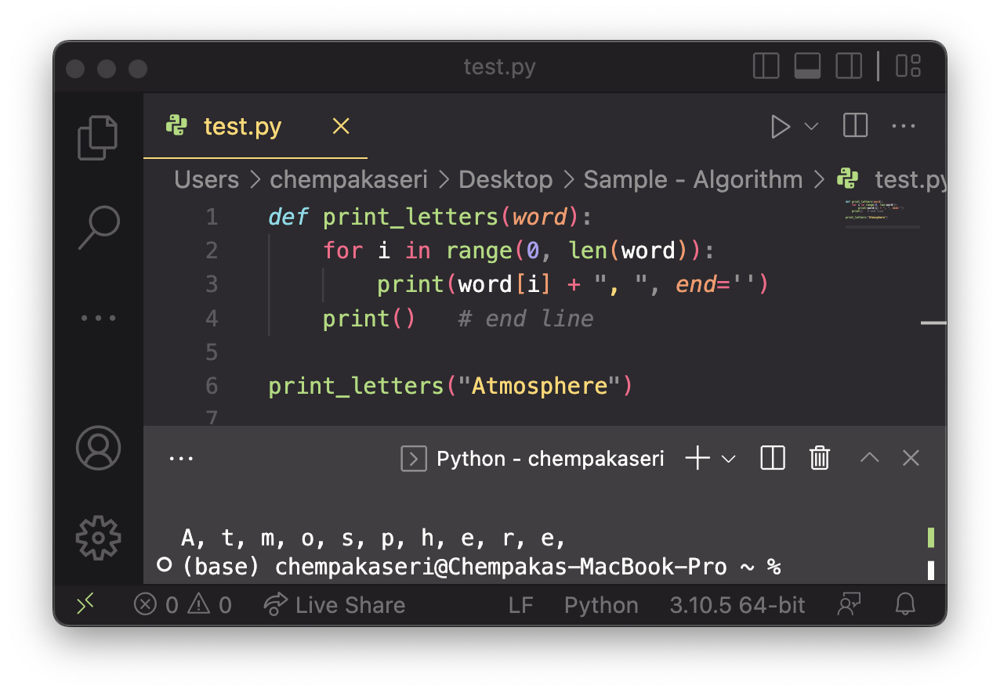 test.py
test.py
Users > chempakaseri > Desktop > Sample - Algorithm > test.py
1 def print_letters(word):
2     for i in range(0, len(word)):
3         print(word[i] + ", ", end='')
4     print()   # end line
5
6 print_letters("Atmosphere")
7
... Python - chempakaseri
A, t, m, o, s, p, h, e, r, e,
(base) chempakaseri@Chempakas-MacBook-Pro ~ %
0 0 Live Share LF Python 3.10.5 64-bit